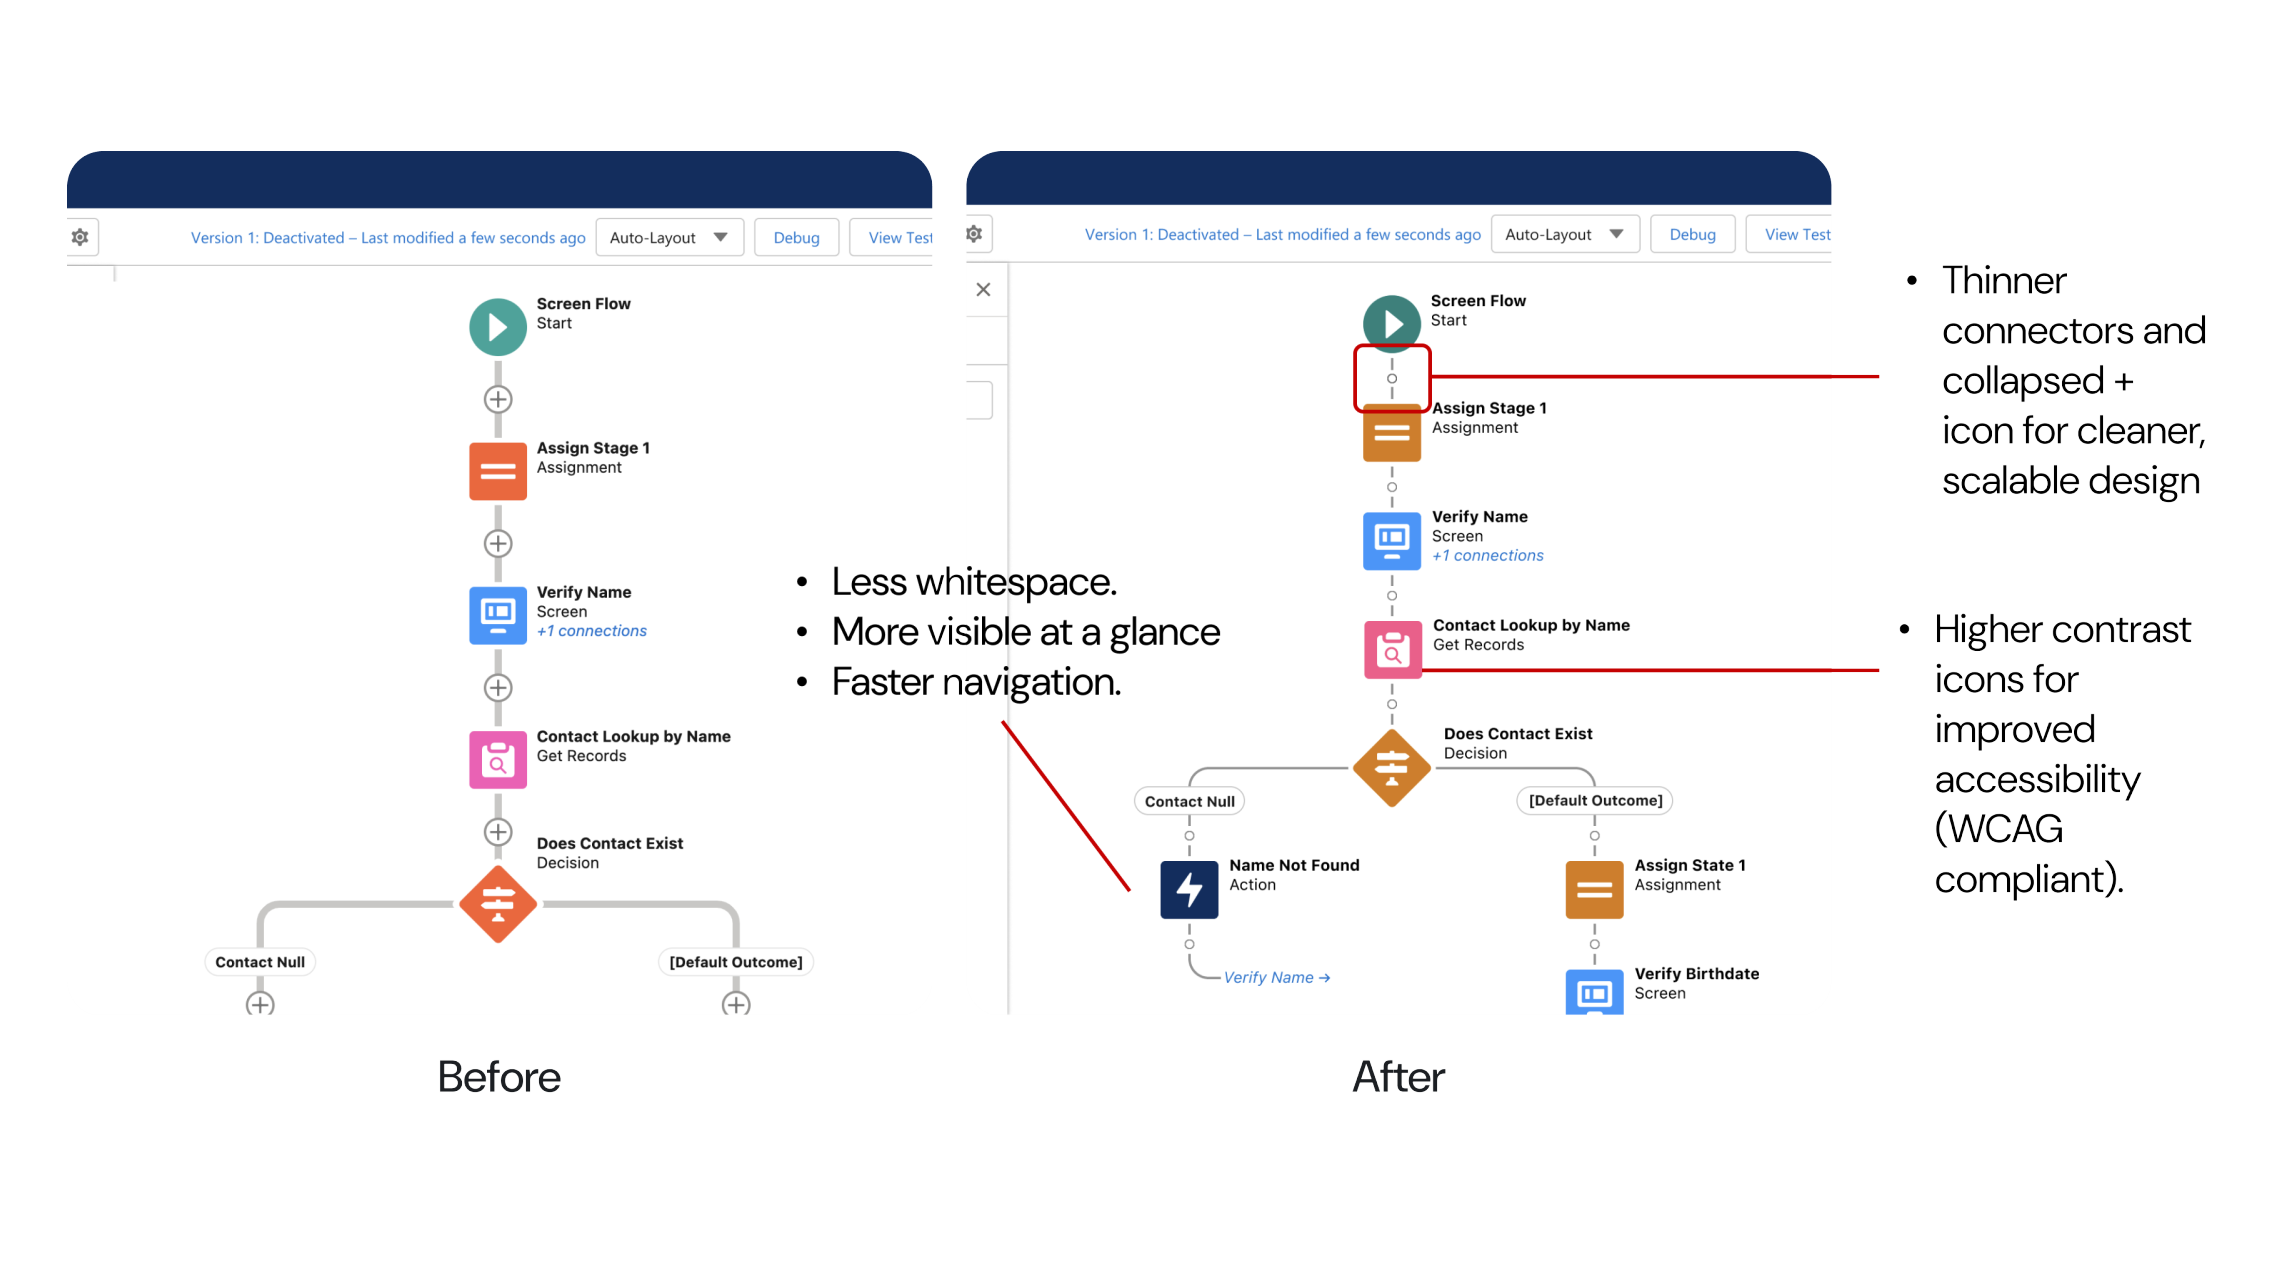 Version 1: Deactivated – Last modified a few seconds ago
Auto-Layout
Debug
View Test
Screen Flow
Start
Assign Stage 1
Assignment
Verify Name
Screen
+1 connections
Contact Lookup by Name
Get Records
Does Contact Exist
Decision
Contact Null
[Default Outcome]
Before
• Less whitespace.
• More visible at a glance
• Faster navigation.
Version 1: Deactivated – Last modified a few seconds ago
Auto-Layout
Debug
View Test
Screen Flow
Start
Assign Stage 1
Assignment
Verify Name
Screen
+1 connections
Contact Lookup by Name
Get Records
Does Contact Exist
Decision
Contact Null
[Default Outcome]
Name Not Found
Action
Assign State 1
Assignment
Verify Name →
Verify Birthdate
Screen
After
• Thinner
connectors and
collapsed +
icon for cleaner,
scalable design
• Higher contrast
icons for
improved
accessibility
(WCAG
compliant).